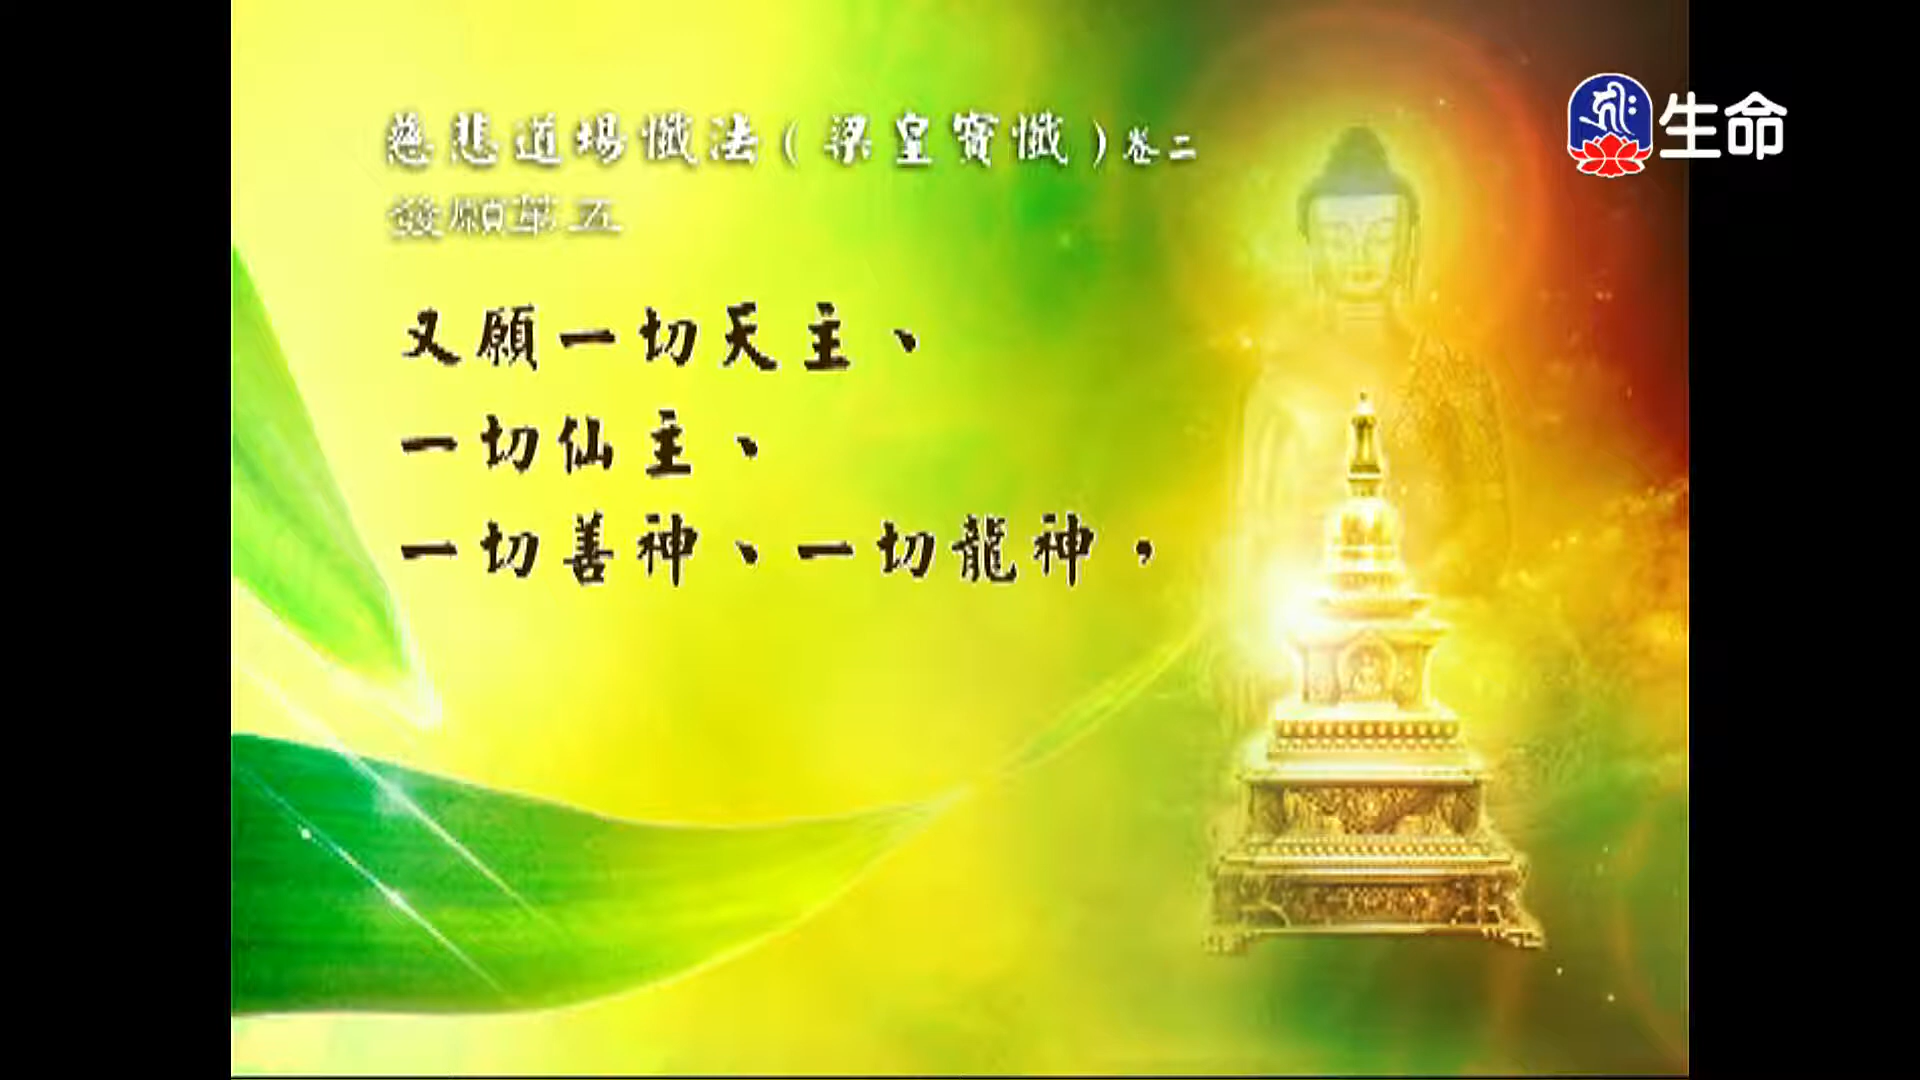 慈悲道場懺法(梁皇寶懺)卷二
發願第五
又願一切天主、
一切仙主、
一切善神、一切龍神，
生命